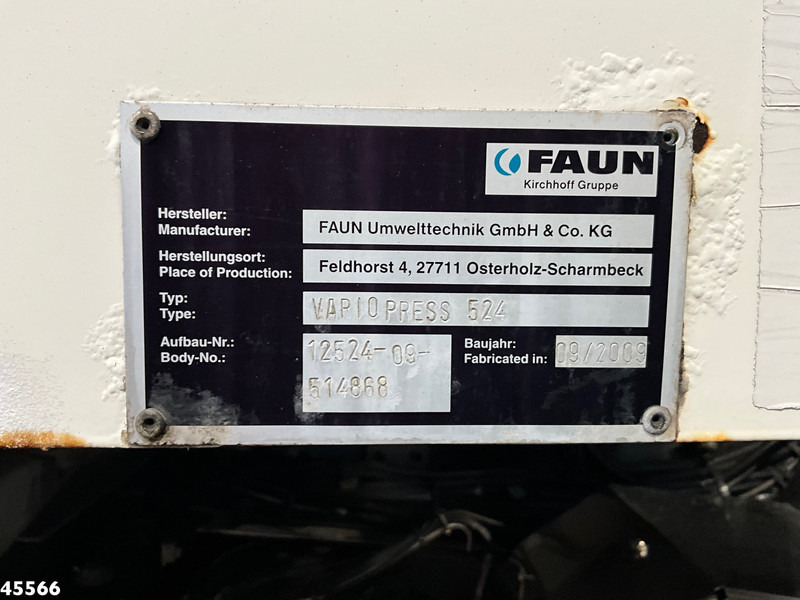 FAUN
Kirchhoff Gruppe
Hersteller:
Manufacturer:
FAUN Umwelttechnik GmbH & Co. KG
Herstellungsort:
Place of Production:
Feldhorst 4, 27711 Osterholz-Scharmbeck
Typ:
Type:
VARIOPRESS 524
Aufbau-Nr.:
Body-No.:
12524-09-
514868
Baujahr:
Fabricated in:
09/2009
45566